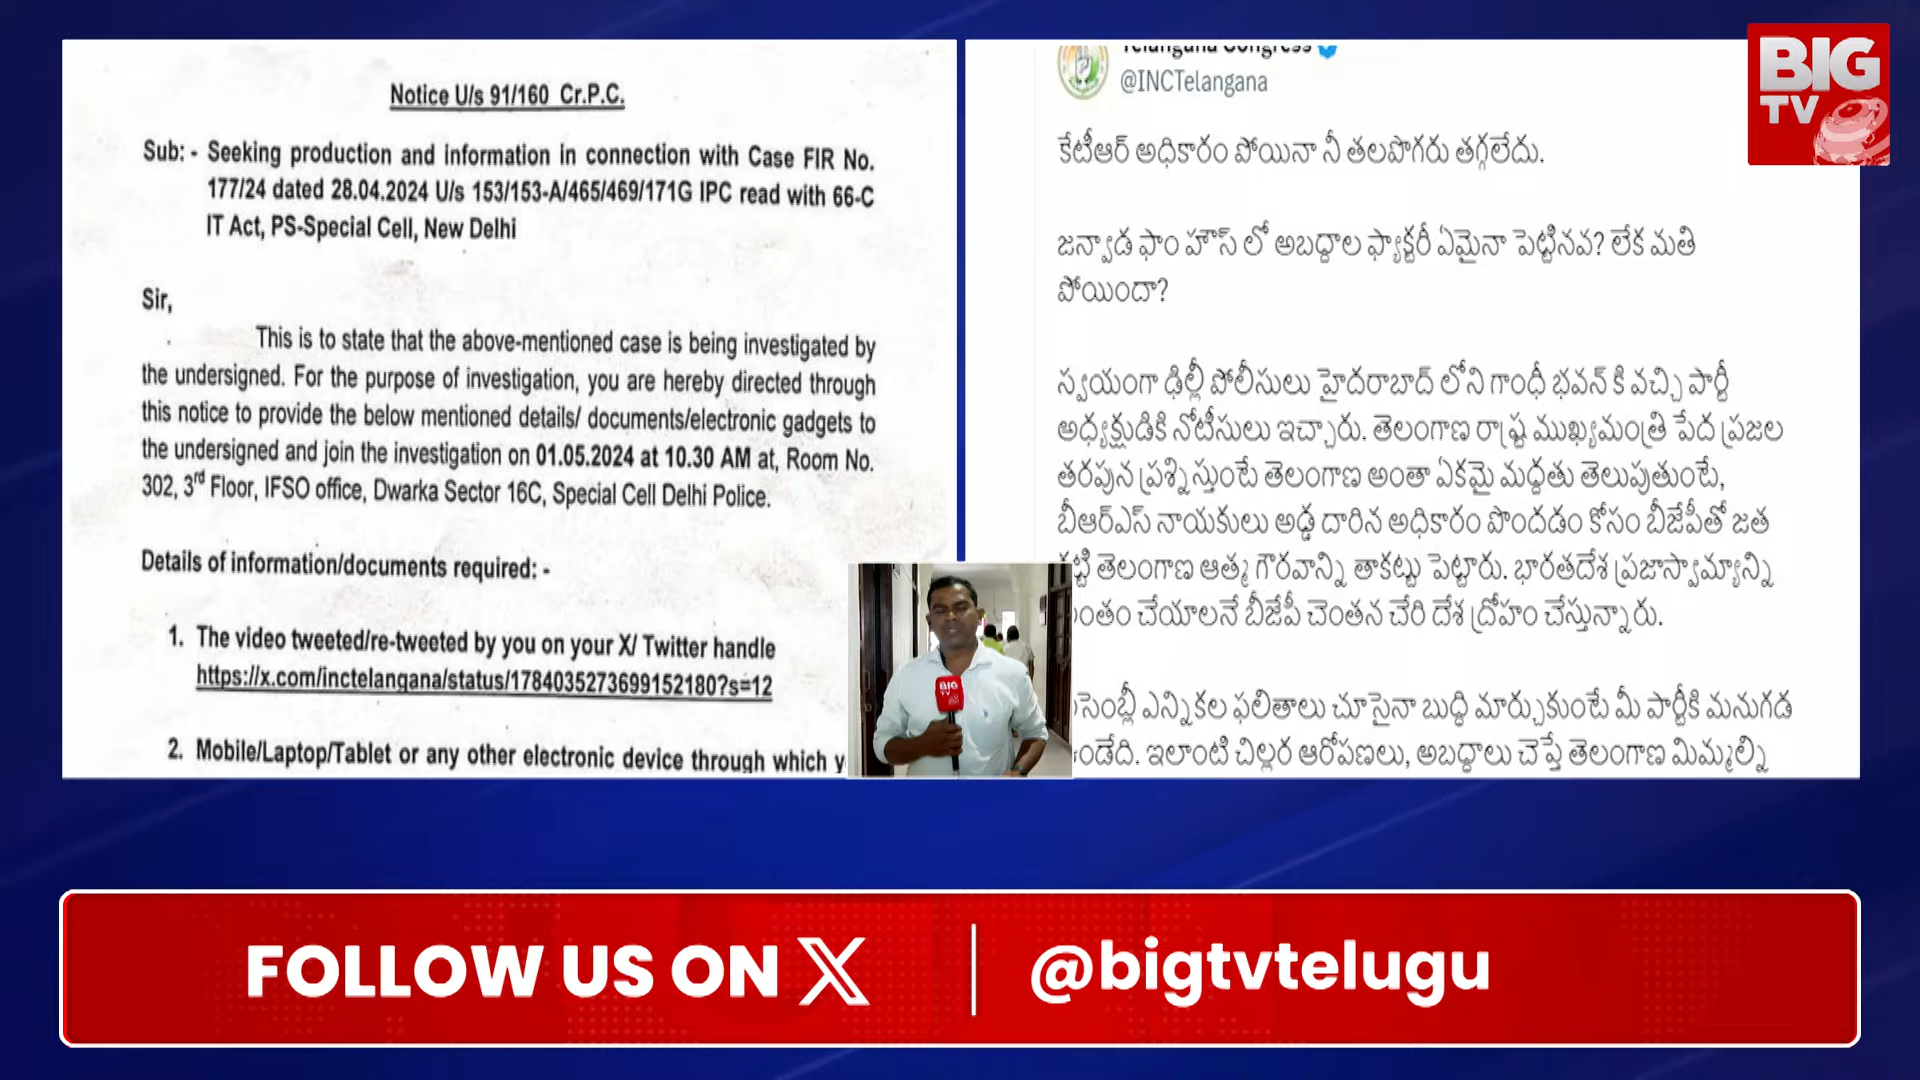 Notice U/s 91/160 Cr.P.C.
Sub: - Seeking production and information in connection with Case FIR No.
177/24 dated 28.04.2024 U/s 153/153-A/465/469/171G IPC read with 66-C
IT Act, PS-Special Cell, New Delhi
Sir,
This is to state that the above-mentioned case is being investigated by
the undersigned. For the purpose of investigation, you are hereby directed through
this notice to provide the below mentioned details/ documents/electronic gadgets to
the undersigned and join the investigation on 01.05.2024 at 10.30 AM at, Room No.
302, 3rd Floor, IFSO office, Dwarka Sector 16C, Special Cell Delhi Police.
Details of information/documents required: -
1. The video tweeted/re-tweeted by you on your X/ Twitter handle
https://x.com/inctelangana/status/1784035273699152180?s=12
2. Mobile/Laptop/Tablet or any other electronic device through which
Telangana Congress
@INCTelangana
కేటీఆర్ అధికారం పోయినా నీ తలపొగరు తగ్గలేదు.
జన్వాడ ఫాం హౌస్ లో అబద్ధాల ఫ్యాక్టరీ ఏమైనా పెట్టినవ? లేక మతి
పోయిందా?
స్వయంగా ఢిల్లీ పోలీసులు హైదరాబాద్ లోని గాంధీ భవన్ కి వచ్చి పార్టీ
అధ్యక్షుడికి నోటీసులు ఇచ్చారు. తెలంగాణ రాష్ట్ర ముఖ్యమంత్రి పేద ప్రజల
తరపున ప్రశ్నిస్తుంటే తెలంగాణ అంతా ఏకమై మద్దతు తెలుపుతుంటే,
బీఆర్ఎస్ నాయకులు అడ్డదారిన అధికారం పొందడం కోసం బీజేపీతో జత
తెలంగాణ ఆత్మ గౌరవాన్ని తాకట్టు పెట్టారు. భారతదేశ ప్రజాస్వామ్యాన్ని
చేయాలనే బీజేపీ చెంతన చేరి దేశ ద్రోహం చేస్తున్నారు.
ఎన్నికల ఫలితాలు చూసైనా బుద్ధి మార్చుకుంటే మీ పార్టీకి మనుగడ
ఇలాంటి చిల్లర ఆరోపణలు, అబద్ధాలు చెప్తే తెలంగాణ మిమ్మల్ని
BIG
TV
BIG
TV
FOLLOW US ON X
@bigtvtelugu